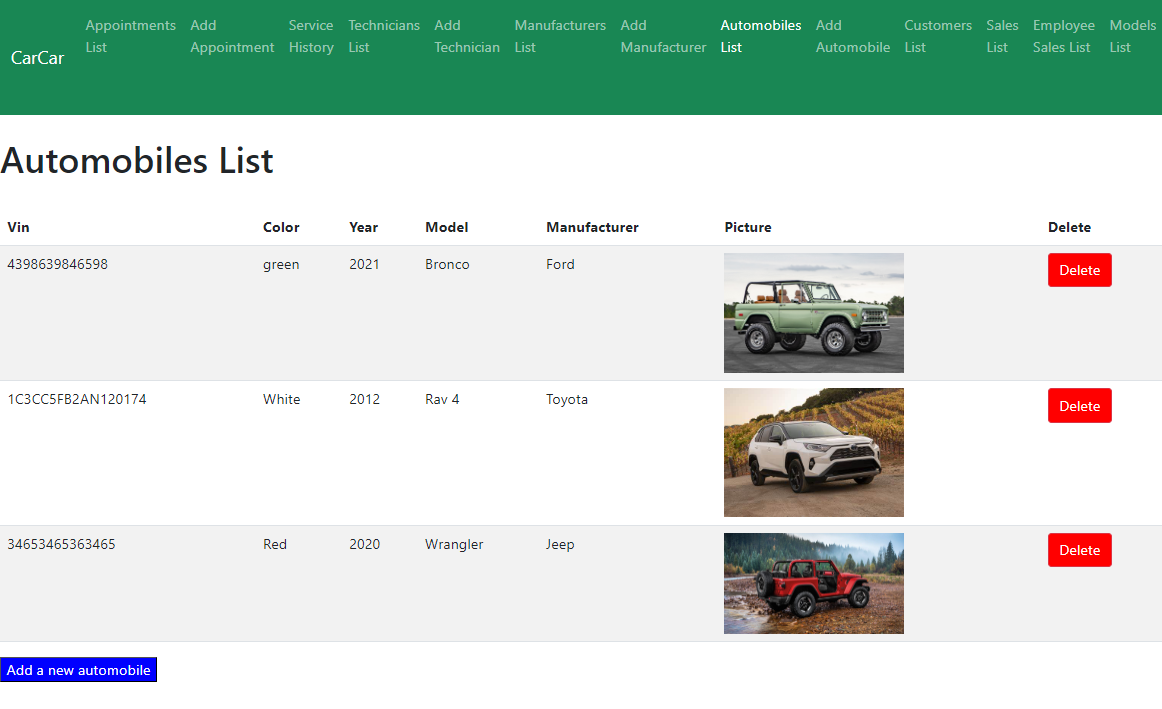 CarCar
Appointments List
Add Appointment
Service History
Technicians List
Add Technician
Manufacturers List
Add Manufacturer
Automobiles List
Add Automobile
Customers List
Sales List
Employee Sales List
Models List
Automobiles List
Vin Color Year Model Manufacturer Picture Delete
4398639846598 green 2021 Bronco Ford Delete
1C3CC5FB2AN120174 White 2012 Rav 4 Toyota Delete
34653465363465 Red 2020 Wrangler Jeep Delete
Add a new automobile